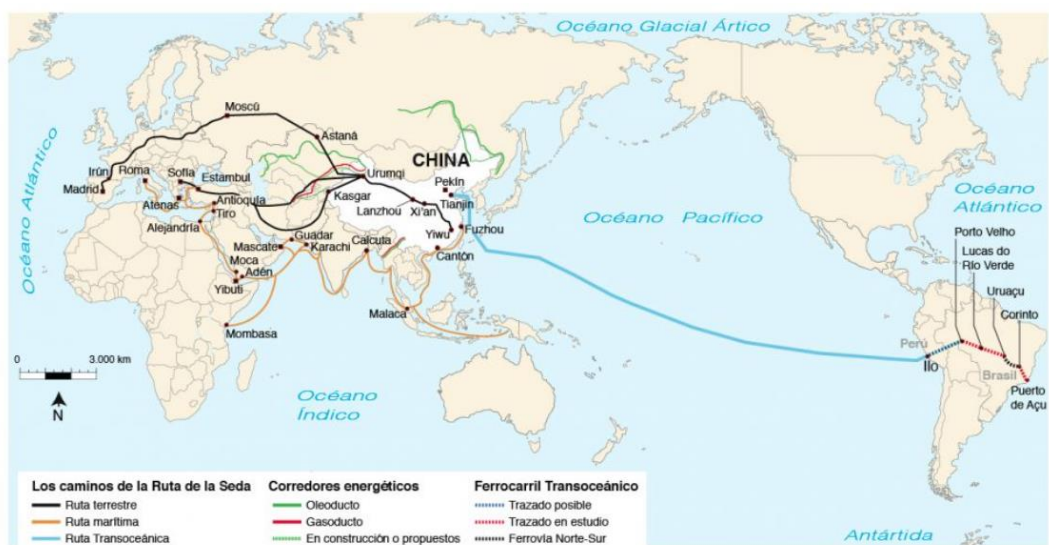 Océano Glacial Ártico
Océano Atlántico
Moscú
Astaná
CHINA
Irún
Roma
Sofía
Estambul
Urumqi
Pekín
Madrid
Atenas
Antioquía
Kasgar
Tianjin
Tiro
Lanzhou
Xi'an
Alejandría
Guadar
Calcuta
Yiwu
Fuzhou
Mascate
Karachi
Cantón
Moca
Adén
Yibuti
Malaca
Mombasa
Océano Pacífico
Océano
Atlántico
Porto Velho
Lucas do
Río Verde
Uruaçu
Corinto
Perú
Ilo
Brasil
Puerto
de Açu
0 3.000 km
N
Océano
Índico
Antártida
Los caminos de la Ruta de la Seda
Ruta terrestre
Ruta marítima
Ruta Transoceánica
Corredores energéticos
Oleoducto
Gasoducto
En construcción o propuestos
Ferrocarril Transoceánico
Trazado posible
Trazado en estudio
Ferrovía Norte-Sur